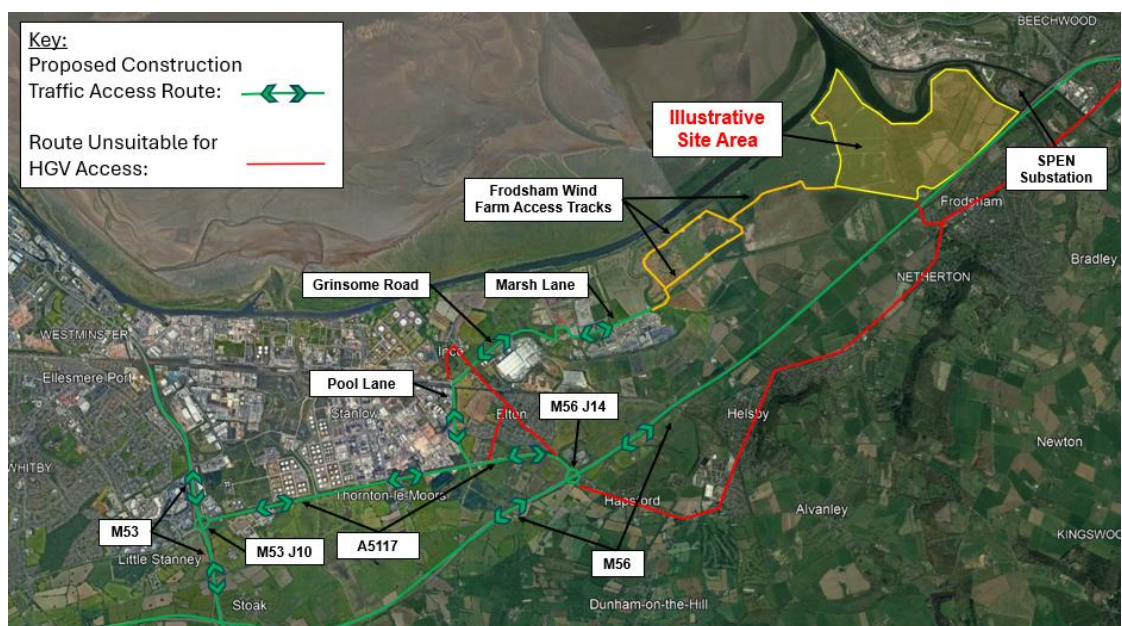 Key:
Proposed Construction
Traffic Access Route:
Route Unsuitable for
HGV Access:
BEECHWOOD
Illustrative
Site Area
SPEN
Substation
Frodsham Wind
Farm Access Tracks
Frodsham
Bradley
NETHERTON
Grinsome Road
Marsh Lane
WESTMINSTER
Ince
Ellesmere Port
Pool Lane
M56 J14
Stanlow
Elton
Helsby
Newton
WHITBY
Thornton-le-Moors
Hapsford
Alvanley
M53
M53 J10
A5117
M56
KINGSWOO
Little Stanney
Stoak
Dunham-on-the-Hill